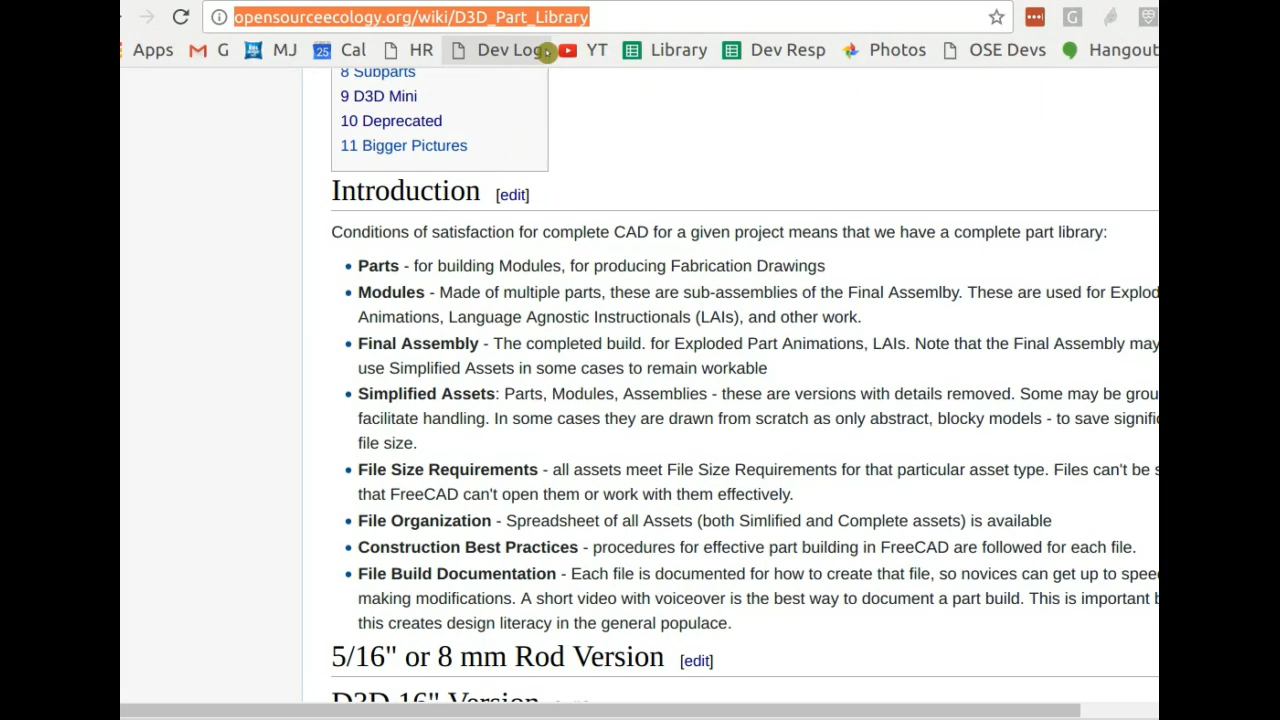 opensourceecology.org/wiki/D3D_Part_Library
Apps G MJ 25 Cal HR Dev Log YT Library Dev Resp Photos OSE Devs Hangout
8 Subparts
9 D3D Mini
10 Deprecated
11 Bigger Pictures
Introduction [edit]
Conditions of satisfaction for complete CAD for a given project means that we have a complete part library:
• Parts - for building Modules, for producing Fabrication Drawings
• Modules - Made of multiple parts, these are sub-assemblies of the Final Assemlby. These are used for Explod
Animations, Language Agnostic Instructionals (LAIs), and other work.
• Final Assembly - The completed build. for Exploded Part Animations, LAIs. Note that the Final Assembly may
use Simplified Assets in some cases to remain workable
• Simplified Assets: Parts, Modules, Assemblies - these are versions with details removed. Some may be grou
facilitate handling. In some cases they are drawn from scratch as only abstract, blocky models - to save signific
file size.
• File Size Requirements - all assets meet File Size Requirements for that particular asset type. Files can't be s
that FreeCAD can't open them or work with them effectively.
• File Organization - Spreadsheet of all Assets (both Simlified and Complete assets) is available
• Construction Best Practices - procedures for effective part building in FreeCAD are followed for each file.
• File Build Documentation - Each file is documented for how to create that file, so novices can get up to spee
making modifications. A short video with voiceover is the best way to document a part build. This is important b
this creates design literacy in the general populace.
5/16" or 8 mm Rod Version [edit]
D3D 16" Version